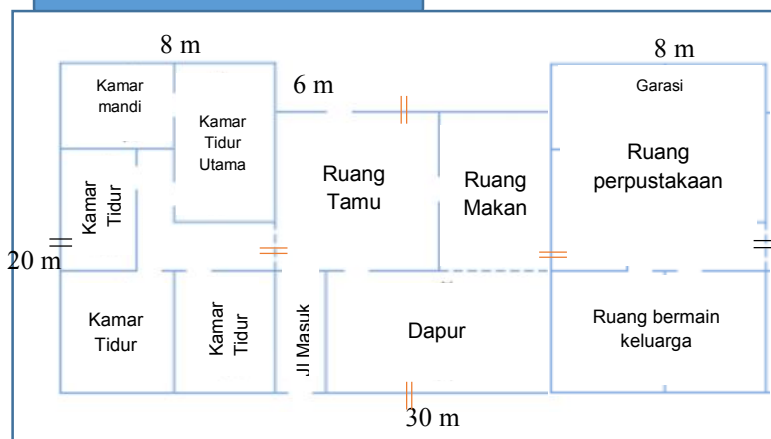 8 m
8 m
Kamar
mandi
6 m
Garasi
Kamar
Tidur
Utama
Ruang
Tamu
Ruang
Makan
Ruang
perpustakaan
Kamar
Tidur
20 m
Kamar
Tidur
Kamar
Tidur
Jl Masuk
Dapur
Ruang bermain
keluarga
30 m